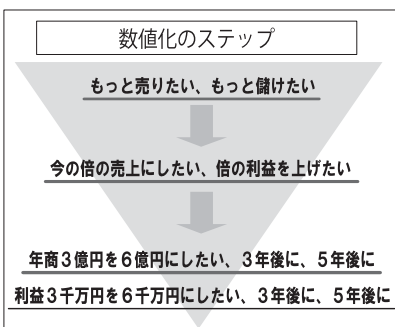 数値化のステップ
もっと売りたい、もっと儲けたい
今の倍の売上にしたい、倍の利益を上げたい
年商３億円を６億円にしたい、３年後に、５年後に
利益３千万円を６千万円にしたい、３年後に、５年後に